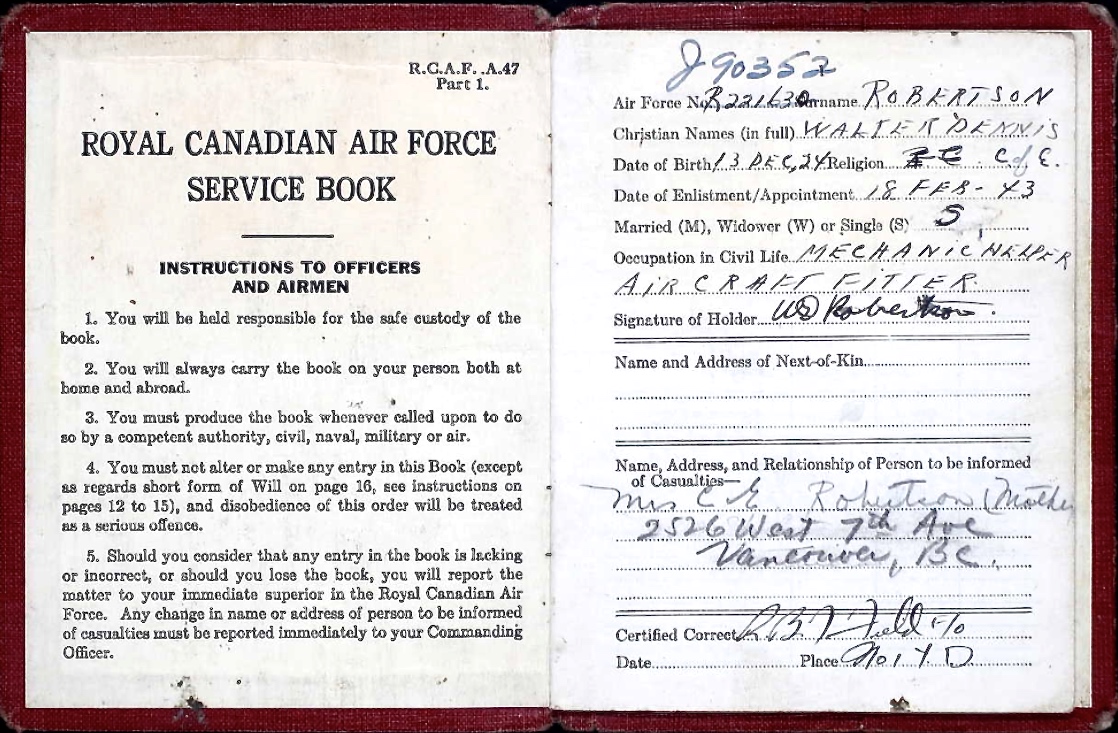 R.C.A.F. A.47
Part 1.
ROYAL CANADIAN AIR FORCE
SERVICE BOOK
INSTRUCTIONS TO OFFICERS
AND AIRMEN
1. You will be held responsible for the safe custody of the
book.
2. You will always carry the book on your person both at
home and abroad.
3. You must produce the book whenever called upon to do
so by a competent authority, civil, naval, military or air.
4. You must not alter or make any entry in this Book (except
as regards short form of Will on page 16, see instructions on
pages 12 to 15), and disobedience of this order will be treated
as a serious offence.
5. Should you consider that any entry in the book is lacking
or incorrect, or should you lose the book, you will report the
matter to your immediate superior in the Royal Canadian Air
Force. Any change in name or address of person to be informed
of casualties must be reported immediately to your Commanding
Officer.
J90352
Air Force No. R221630 Surname ROBERTSON
Christian Names (in full) WALTER DENNIS
Date of Birth 13 DEC, 24 Religion C of E.
Date of Enlistment/Appointment 18 FEB - 43
Married (M), Widower (W) or Single (S) S
Occupation in Civil Life MECHANIC HELPER
AIRCRAFT FITTER
Signature of Holder WD Robertson.
Name and Address of Next-of-Kin
Name, Address, and Relationship of Person to be informed
of Casualties—
Mrs C E Robertson (Mother
2526 West 7th Ave
Vancouver, BC.
Certified Correct Field F/O
Date Place No. 1 Y D